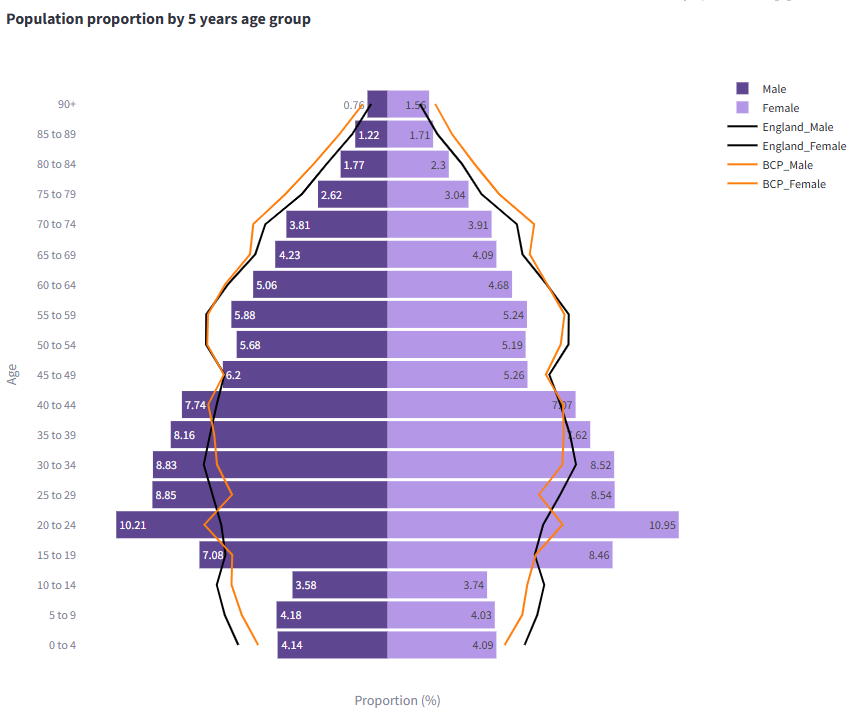 Population proportion by 5 years age group
Male
Female
England_Male
England_Female
BCP_Male
BCP_Female
90+ 0.76 1.56
85 to 89 1.22 1.71
80 to 84 1.77 2.3
75 to 79 2.62 3.04
70 to 74 3.81 3.91
65 to 69 4.23 4.09
60 to 64 5.06 4.68
55 to 59 5.88 5.24
50 to 54 5.68 5.19
45 to 49 6.2 5.26
40 to 44 7.74 7.07
35 to 39 8.16
30 to 34 8.83 8.52
25 to 29 8.85 8.54
20 to 24 10.21 10.95
15 to 19 7.08 8.46
10 to 14 3.58 3.74
5 to 9 4.18 4.03
0 to 4 4.14 4.09
Age
Proportion (%)